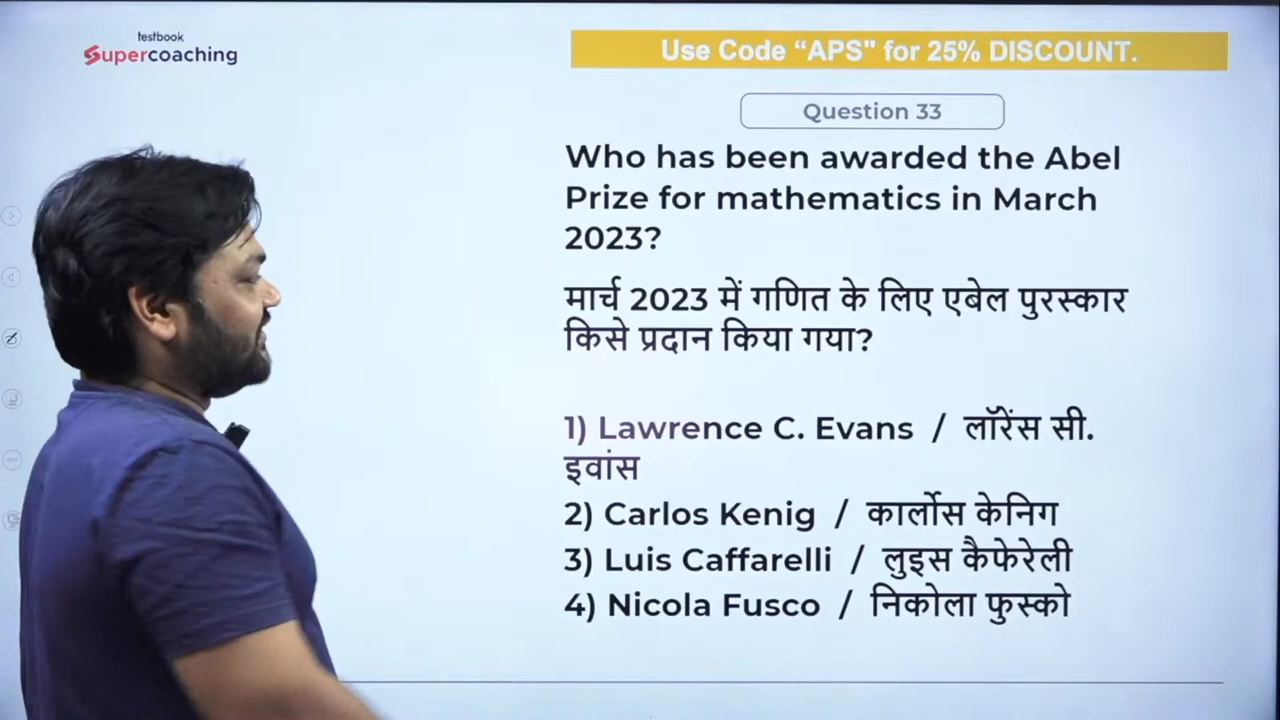 testbook
Supercoaching
Use Code “APS" for 25% DISCOUNT.
Question 33
Who has been awarded the Abel
Prize for mathematics in March
2023?
मार्च 2023 में गणित के लिए एबेल पुरस्कार
किसे प्रदान किया गया?
1) Lawrence C. Evans / लॉरेंस सी.
इवांस
2) Carlos Kenig / कार्लोस केनिग
3) Luis Caffarelli / लुइस कैफेरेली
4) Nicola Fusco / निकोला फुस्को